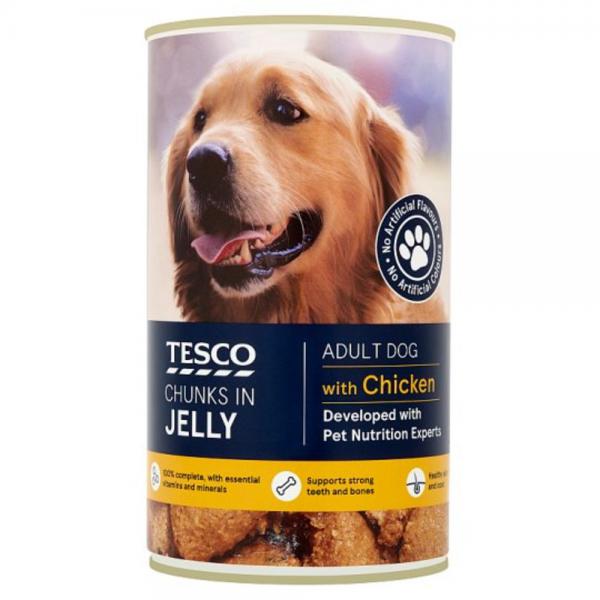 No Artificial Flavours •
No Artificial Colours •
TESCO
CHUNKS IN
JELLY
ADULT DOG
with Chicken
Developed with
Pet Nutrition Experts
100% complete, with essential
vitamins and minerals
Supports strong
teeth and bones
Healthy
and